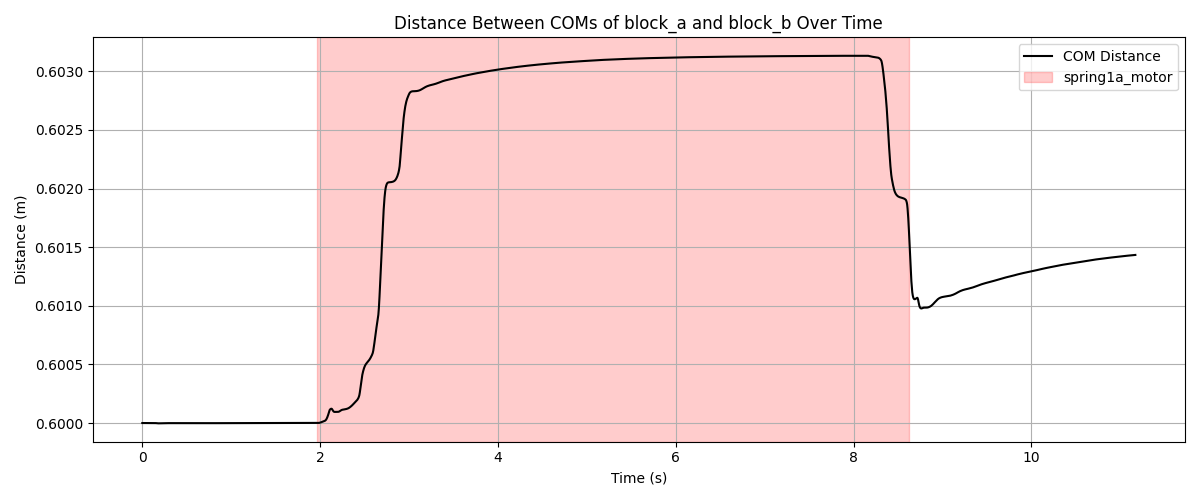 Distance Between COMs of block_a and block_b Over Time
COM Distance
spring1a_motor
Distance (m)
0.6030
0.6025
0.6020
0.6015
0.6010
0.6005
0.6000
0 2 4 6 8 10
Time (s)